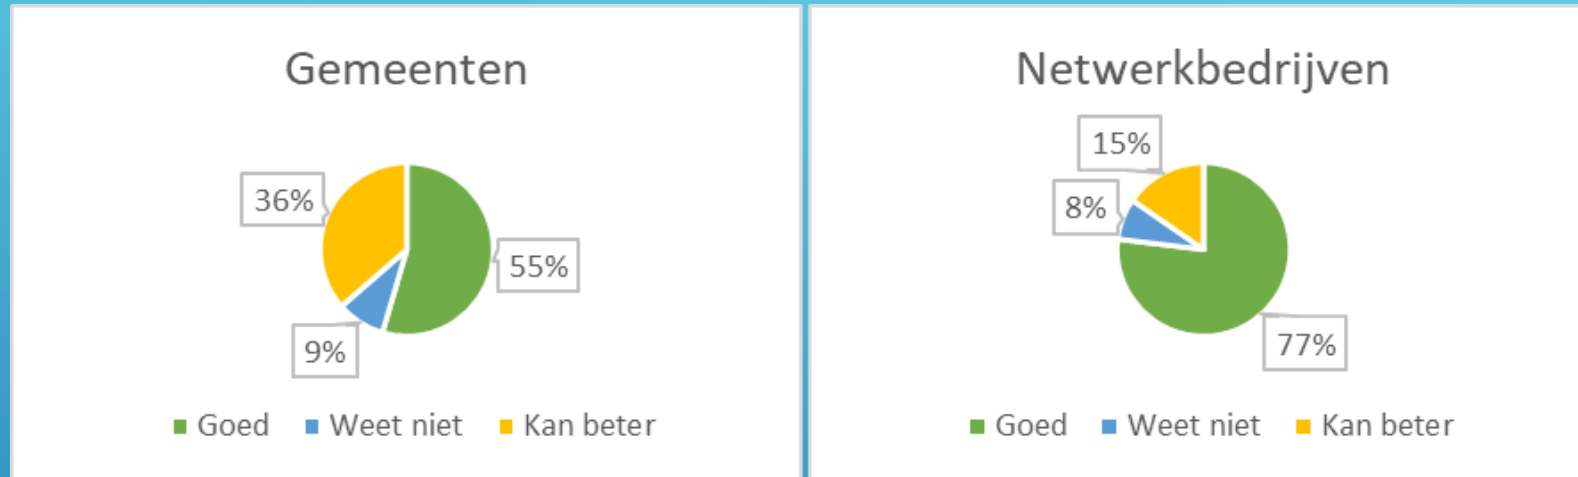 Gemeenten
36%
55%
9%
Goed Weet niet Kan beter
Netwerkbedrijven
15%
8%
77%
Goed Weet niet Kan beter